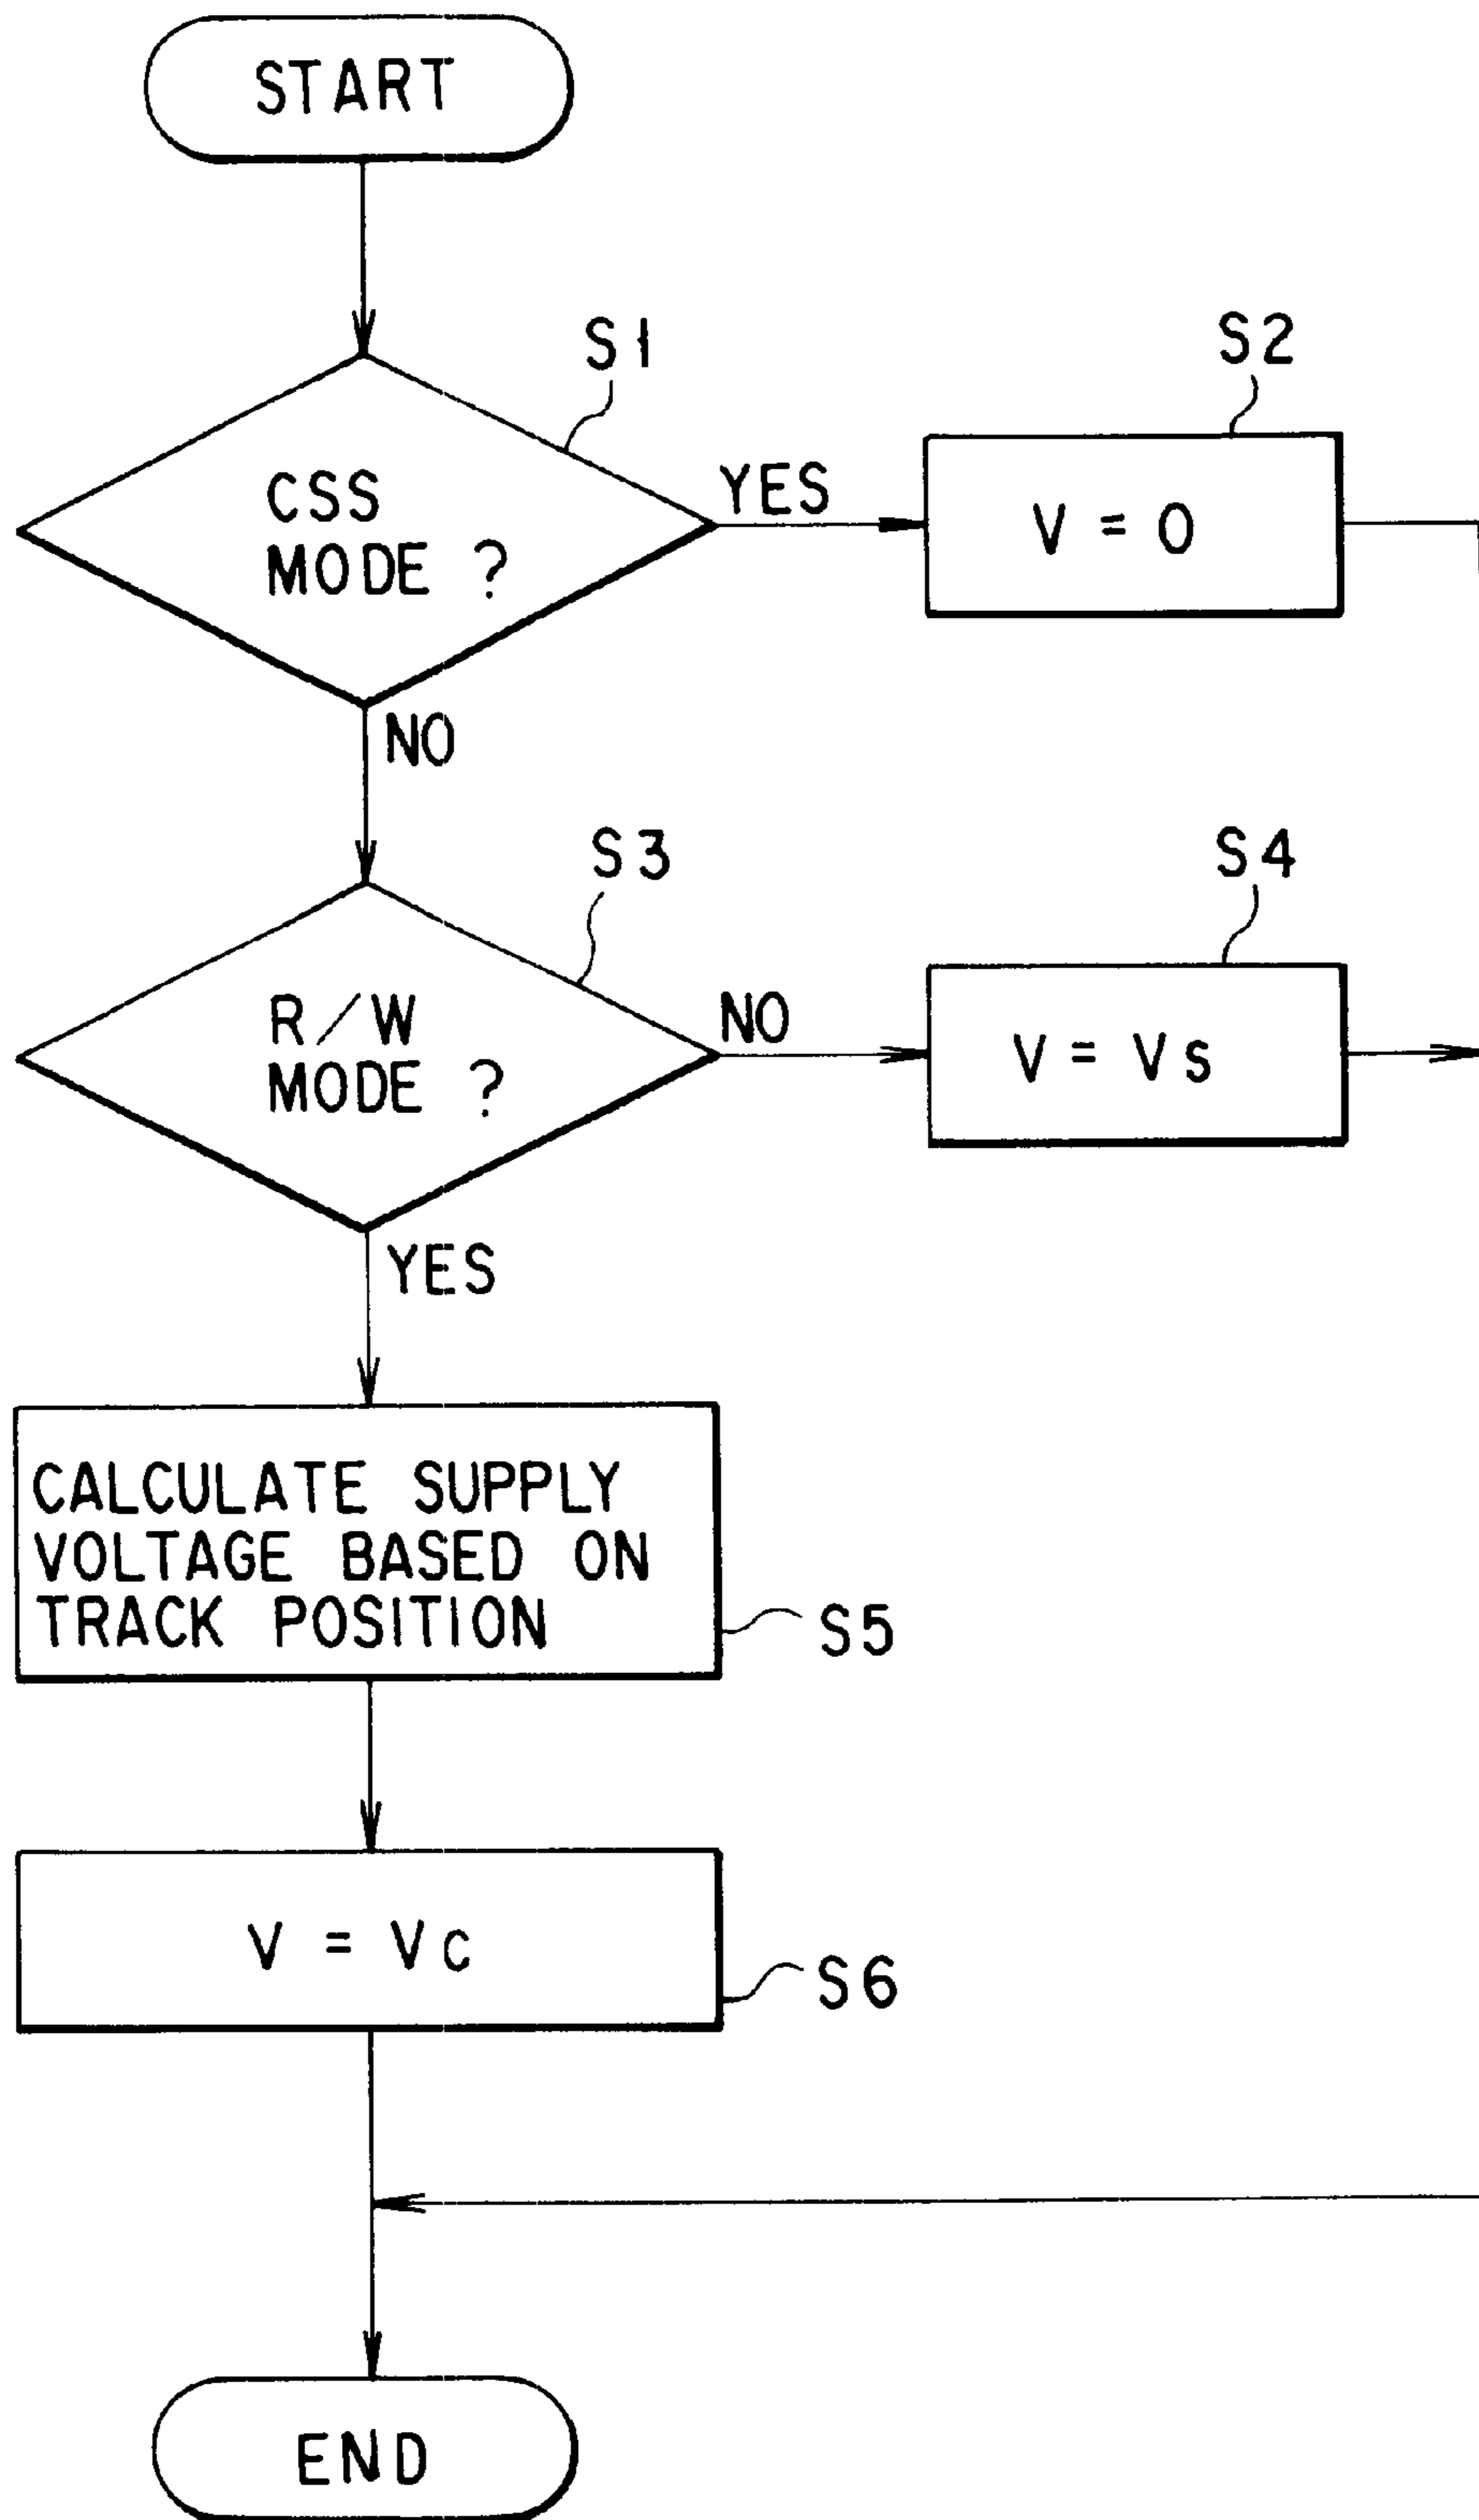 START
S1
S2
CSS
MODE ?
YES
V = 0
NO
S3
S4
R/W
MODE ?
NO
V = Vs
YES
CALCULATE SUPPLY
VOLTAGE BASED ON
TRACK POSITION
S5
V = Vc
S6
END